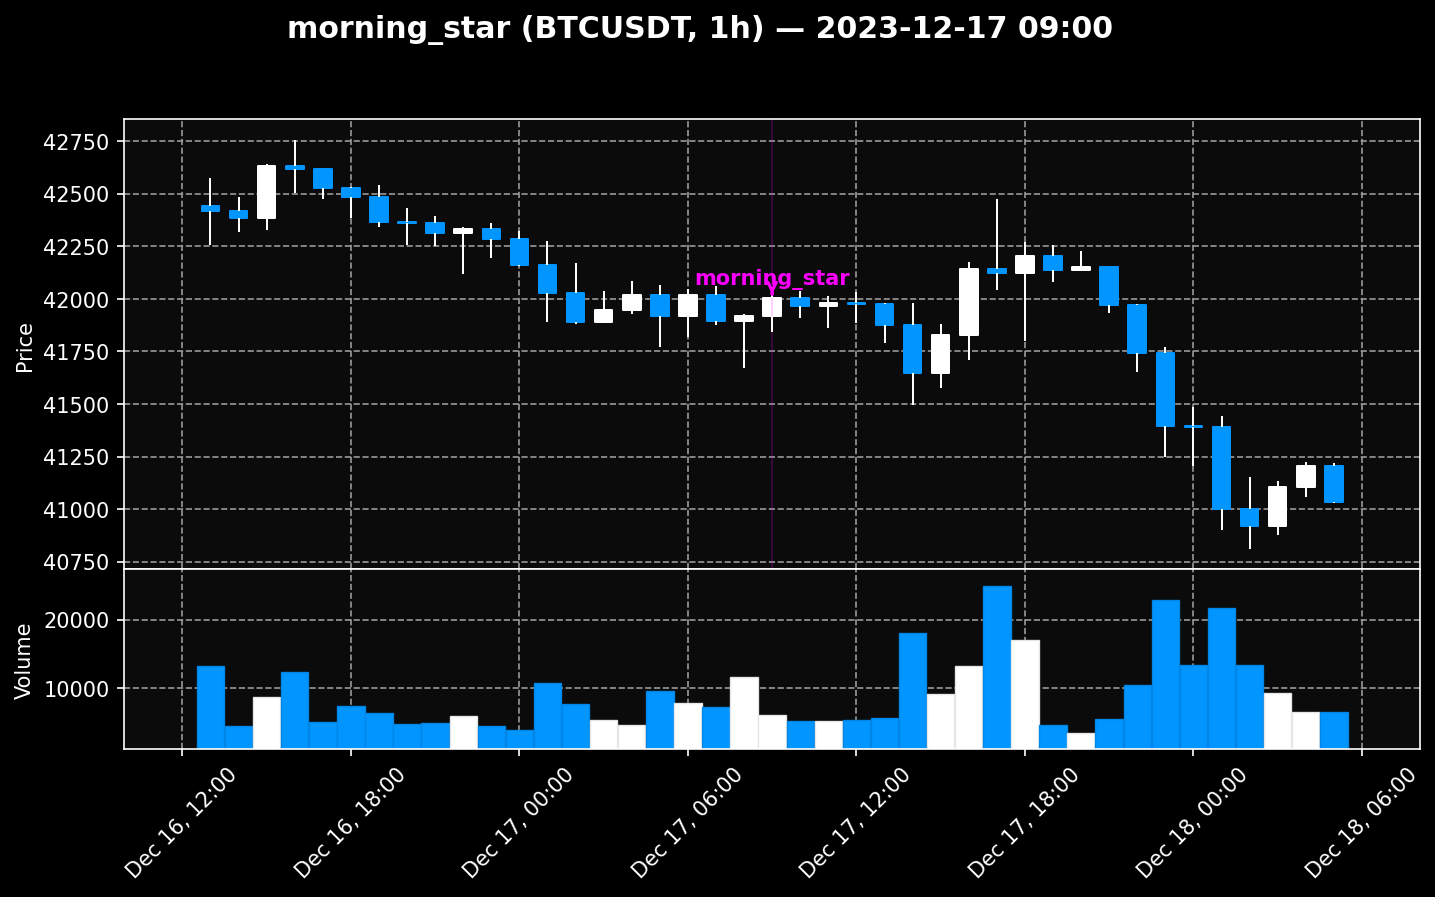 morning_star (BTCUSDT, 1h) — 2023-12-17 09:00
42750
42500
42250
42000
41750
41500
41250
41000
40750
Price
morning_star
20000
10000
Volume
Dec 16, 12:00
Dec 16, 18:00
Dec 17, 00:00
Dec 17, 06:00
Dec 17, 12:00
Dec 17, 18:00
Dec 18, 00:00
Dec 18, 06:00